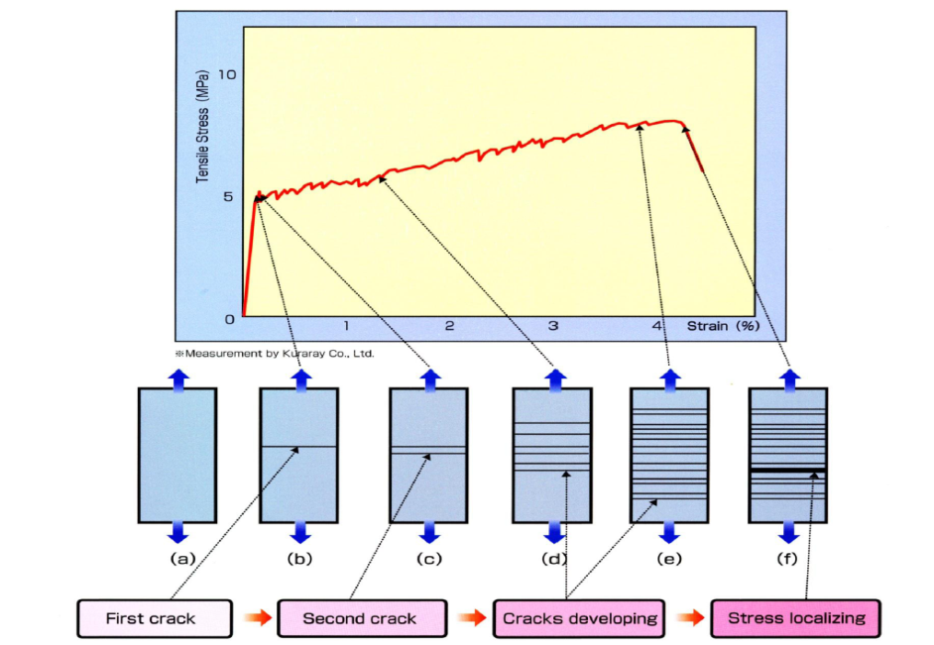 Tensile Stress (MPa)
10
5
0
1 2 3 4 Strain (%)
※Measurement by Kuraray Co., Ltd.
(a) (b) (c) (d) (e) (f)
First crack
Second crack
Cracks developing
Stress localizing